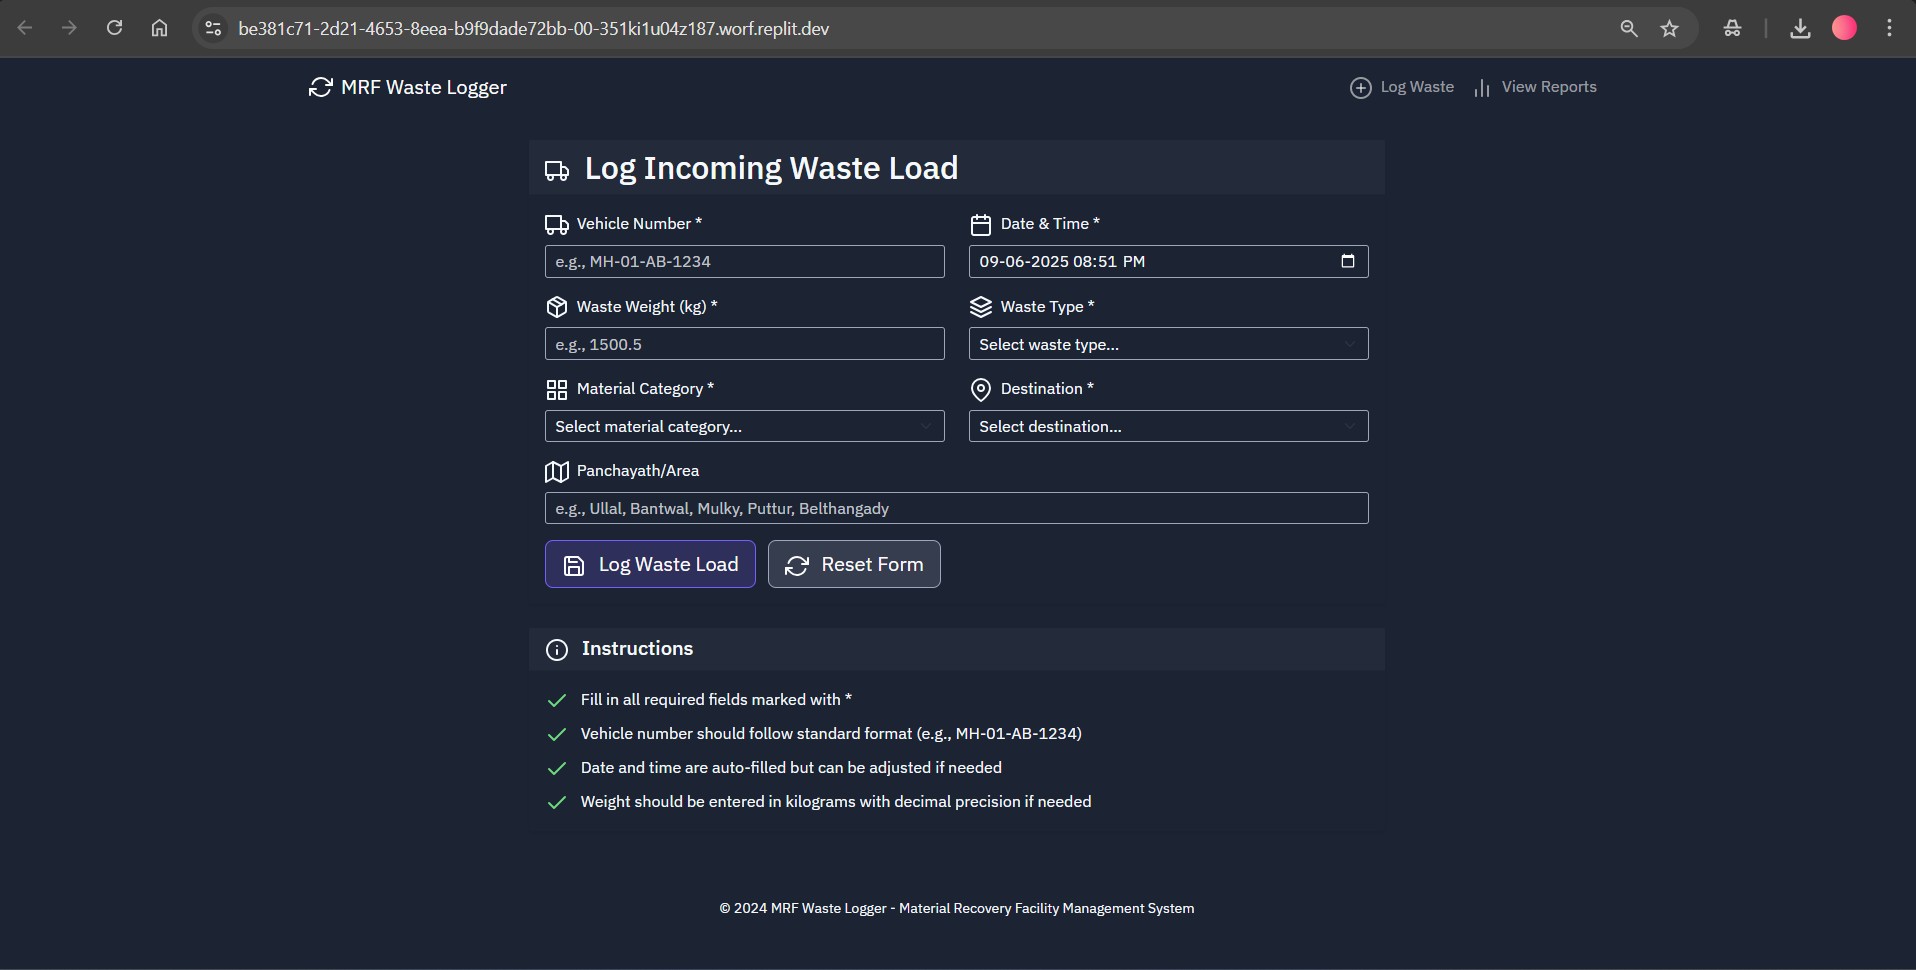 be381c71-2d21-4653-8eea-b9f9dade72bb-00-351ki1u04z187.worf.replit.dev
MRF Waste Logger
Log Waste
View Reports
Log Incoming Waste Load
Vehicle Number *
Date & Time *
e.g., MH-01-AB-1234
09-06-2025 08:51 PM
Waste Weight (kg) *
Waste Type *
e.g., 1500.5
Select waste type...
Material Category *
Destination *
Select material category...
Select destination...
Panchayath/Area
e.g., Ullal, Bantwal, Mulky, Puttur, Belthangady
Log Waste Load
Reset Form
Instructions
Fill in all required fields marked with *
Vehicle number should follow standard format (e.g., MH-01-AB-1234)
Date and time are auto-filled but can be adjusted if needed
Weight should be entered in kilograms with decimal precision if needed
© 2024 MRF Waste Logger - Material Recovery Facility Management System